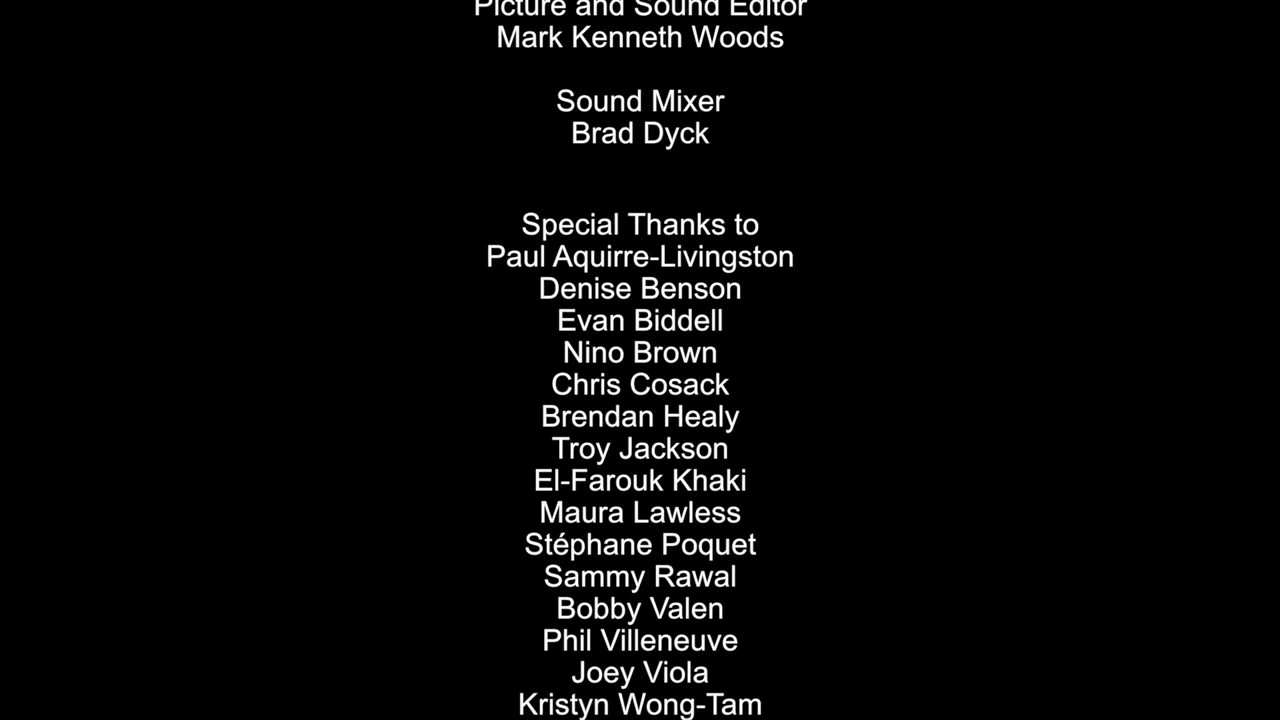 Picture and Sound Editor
Mark Kenneth Woods
Sound Mixer
Brad Dyck
Special Thanks to
Paul Aquirre-Livingston
Denise Benson
Evan Biddell
Nino Brown
Chris Cosack
Brendan Healy
Troy Jackson
El-Farouk Khaki
Maura Lawless
Stéphane Poquet
Sammy Rawal
Bobby Valen
Phil Villeneuve
Joey Viola
Kristyn Wong-Tam